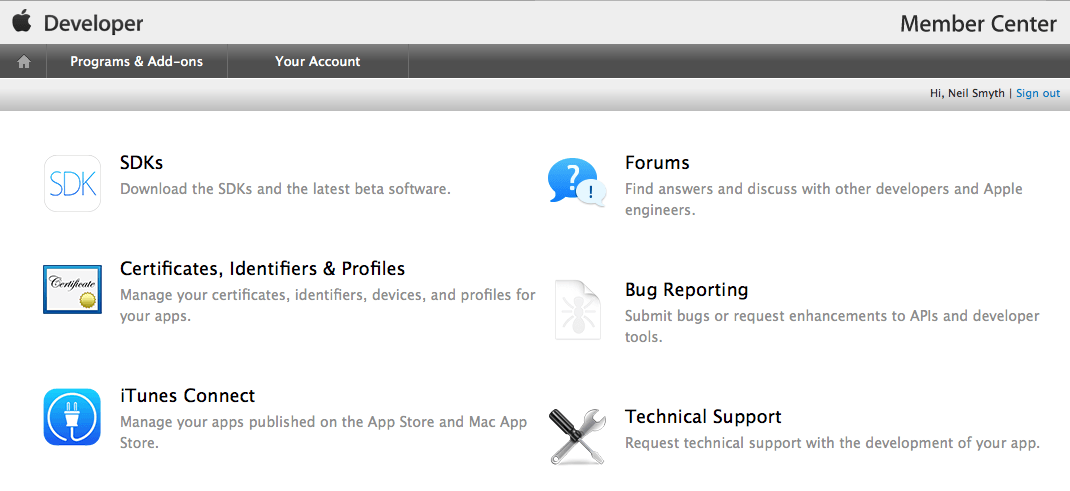 Developer
Member Center
Programs & Add-ons
Your Account
Hi, Neil Smyth | Sign out
SDK
SDKs
Download the SDKs and the latest beta software.
Certificate
Certificates, Identifiers & Profiles
Manage your certificates, identifiers, devices, and profiles for
your apps.
iTunes Connect
Manage your apps published on the App Store and Mac App
Store.
?
!
Forums
Find answers and discuss with other developers and Apple
engineers.
Bug Reporting
Submit bugs or request enhancements to APIs and developer
tools.
Technical Support
Request technical support with the development of your app.